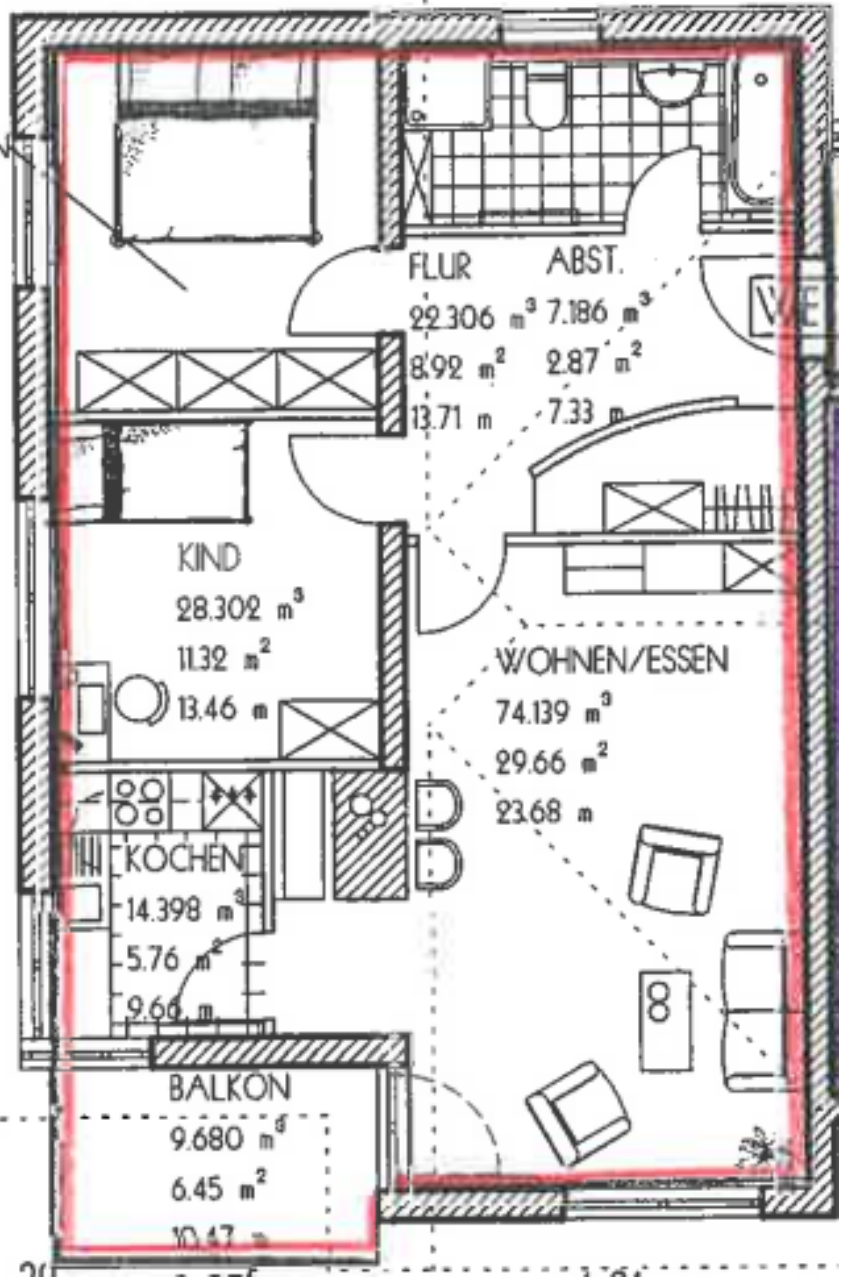 FLUR
22.306 m³
8.92 m²
13.71 m
ABST.
7.186 m³
2.87 m²
7.33 m
WE
KIND
28.302 m³
11.32 m²
13.46 m
WOHNEN/ESSEN
74.139 m³
29.66 m²
23.68 m
KOCHEN
14.398 m³
5.76 m²
9.66 m
BALKON
9.680 m³
6.45 m²
10.47 m